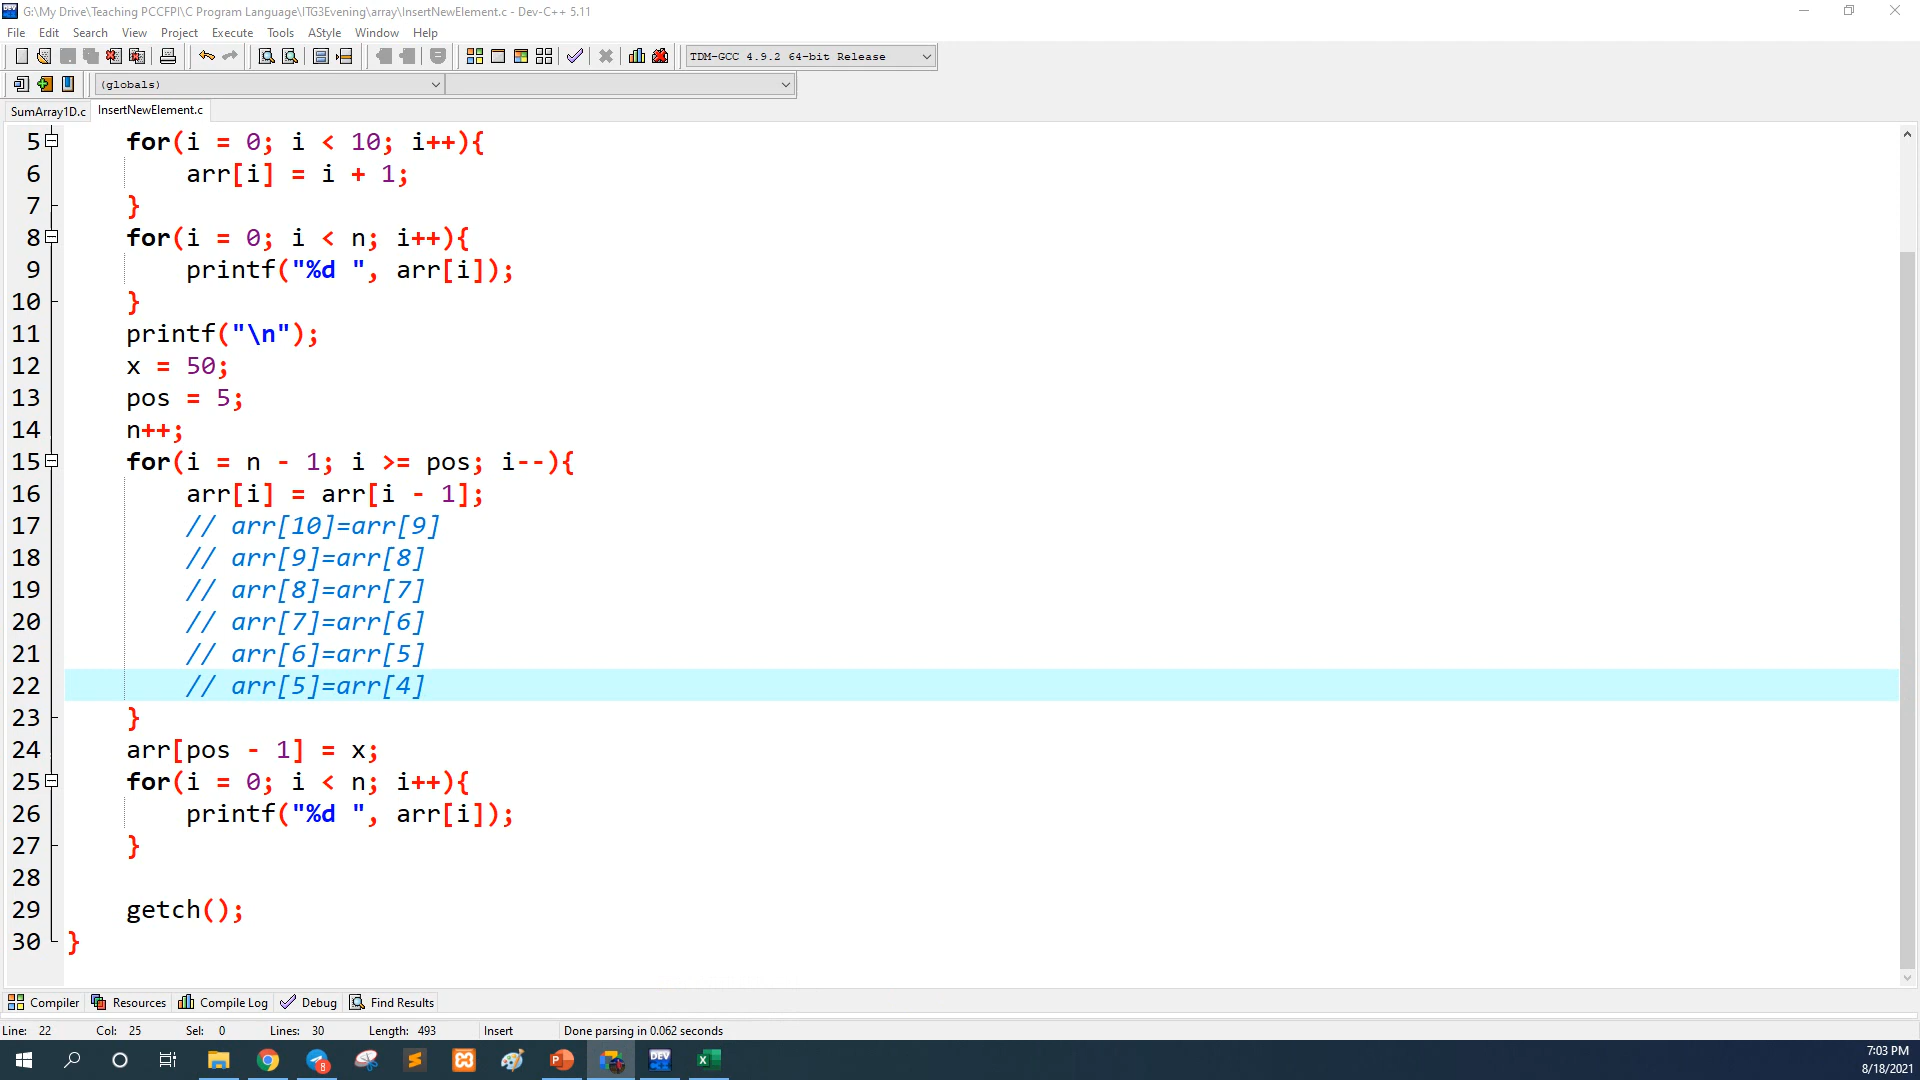 G:\My Drive\Teaching PCCFPI\C Program Language\ITG3Evening\array\InsertNewElement.c - Dev-C++ 5.11
File Edit Search View Project Execute Tools AStyle Window Help
TDM-GCC 4.9.2 64-bit Release
(globals)
SumArray1D.c InsertNewElement.c
5 for(i = 0; i < 10; i++){
6 arr[i] = i + 1;
7 }
8 for(i = 0; i < n; i++){
9 printf("%d ", arr[i]);
10 }
11 printf("\n");
12 x = 50;
13 pos = 5;
14 n++;
15 for(i = n - 1; i >= pos; i--){
16 arr[i] = arr[i - 1];
17 // arr[10]=arr[9]
18 // arr[9]=arr[8]
19 // arr[8]=arr[7]
20 // arr[7]=arr[6]
21 // arr[6]=arr[5]
22 // arr[5]=arr[4]
23 }
24 arr[pos - 1] = x;
25 for(i = 0; i < n; i++){
26 printf("%d ", arr[i]);
27 }
28
29 getch();
30 }
Compiler Resources Compile Log Debug Find Results
Line: 22 Col: 25 Sel: 0 Lines: 30 Length: 493 Insert Done parsing in 0.062 seconds
7:03 PM
8/18/2021